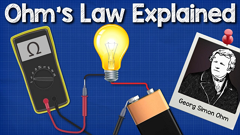 Ohm's Law Explained
Ω
Georg Simon Ohm